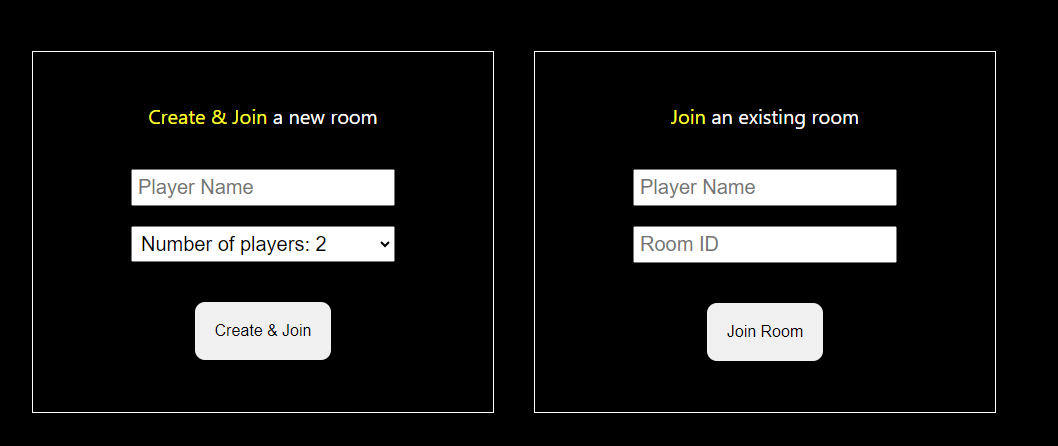 Create & Join a new room
Player Name
Number of players: 2
Create & Join
Join an existing room
Player Name
Room ID
Join Room